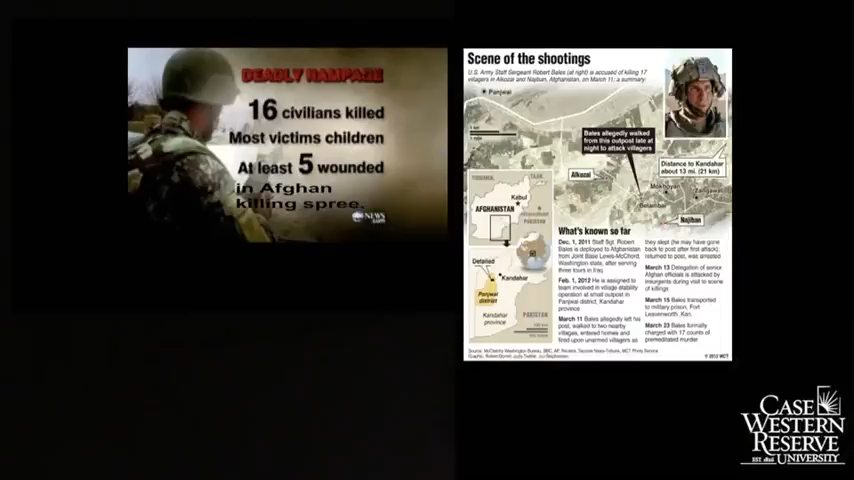 DEADLY RAMPAGE
16 civilians killed
Most victims children
At least 5 wounded
in Afghan
killing spree.
abc NEWS
.com
Scene of the shootings
U.S. Army Staff Sergeant Robert Bales (at right) is accused of killing 17
villagers in Alkozai and Najiban, Afghanistan, on March 11; a summary:
Panjwai
1 km
1 mile
Bales allegedly walked
from this outpost late at
night to attack villagers
Distance to Kandahar
about 13 mi. (21 km)
Alkozai
Mokhoyan
Zangawat
Belambai
Najiban
TAJIK.
Kabul
AFGHANISTAN
Detailed
Kandahar
Panjwai
district
Kandahar
province
PAKISTAN
What's known so far
Dec. 1, 2011 Staff Sgt. Robert
Bales is deployed to Afghanistan
from Joint Base Lewis-McChord,
Washington state, after serving
three tours in Iraq
Feb. 1, 2012 He is assigned to
team involved in village stability
operation at small outpost in
Panjwai district, Kandahar
province
March 11 Bales allegedly left his
post, walked to two nearby
villages, entered homes and
fired upon unarmed villagers as
they slept (he may have gone
back to post after first attack);
returned to post, was arrested
March 13 Delegation of senior
Afghan officials is attacked by
insurgents during visit to scene
of killings
March 16 Bales transported
to military prison, Fort
Leavenworth, Kan.
March 23 Bales formally
charged with 17 counts of
premeditated murder
© 2012 MCT
CASE
WESTERN
RESERVE
EST. 1826 UNIVERSITY